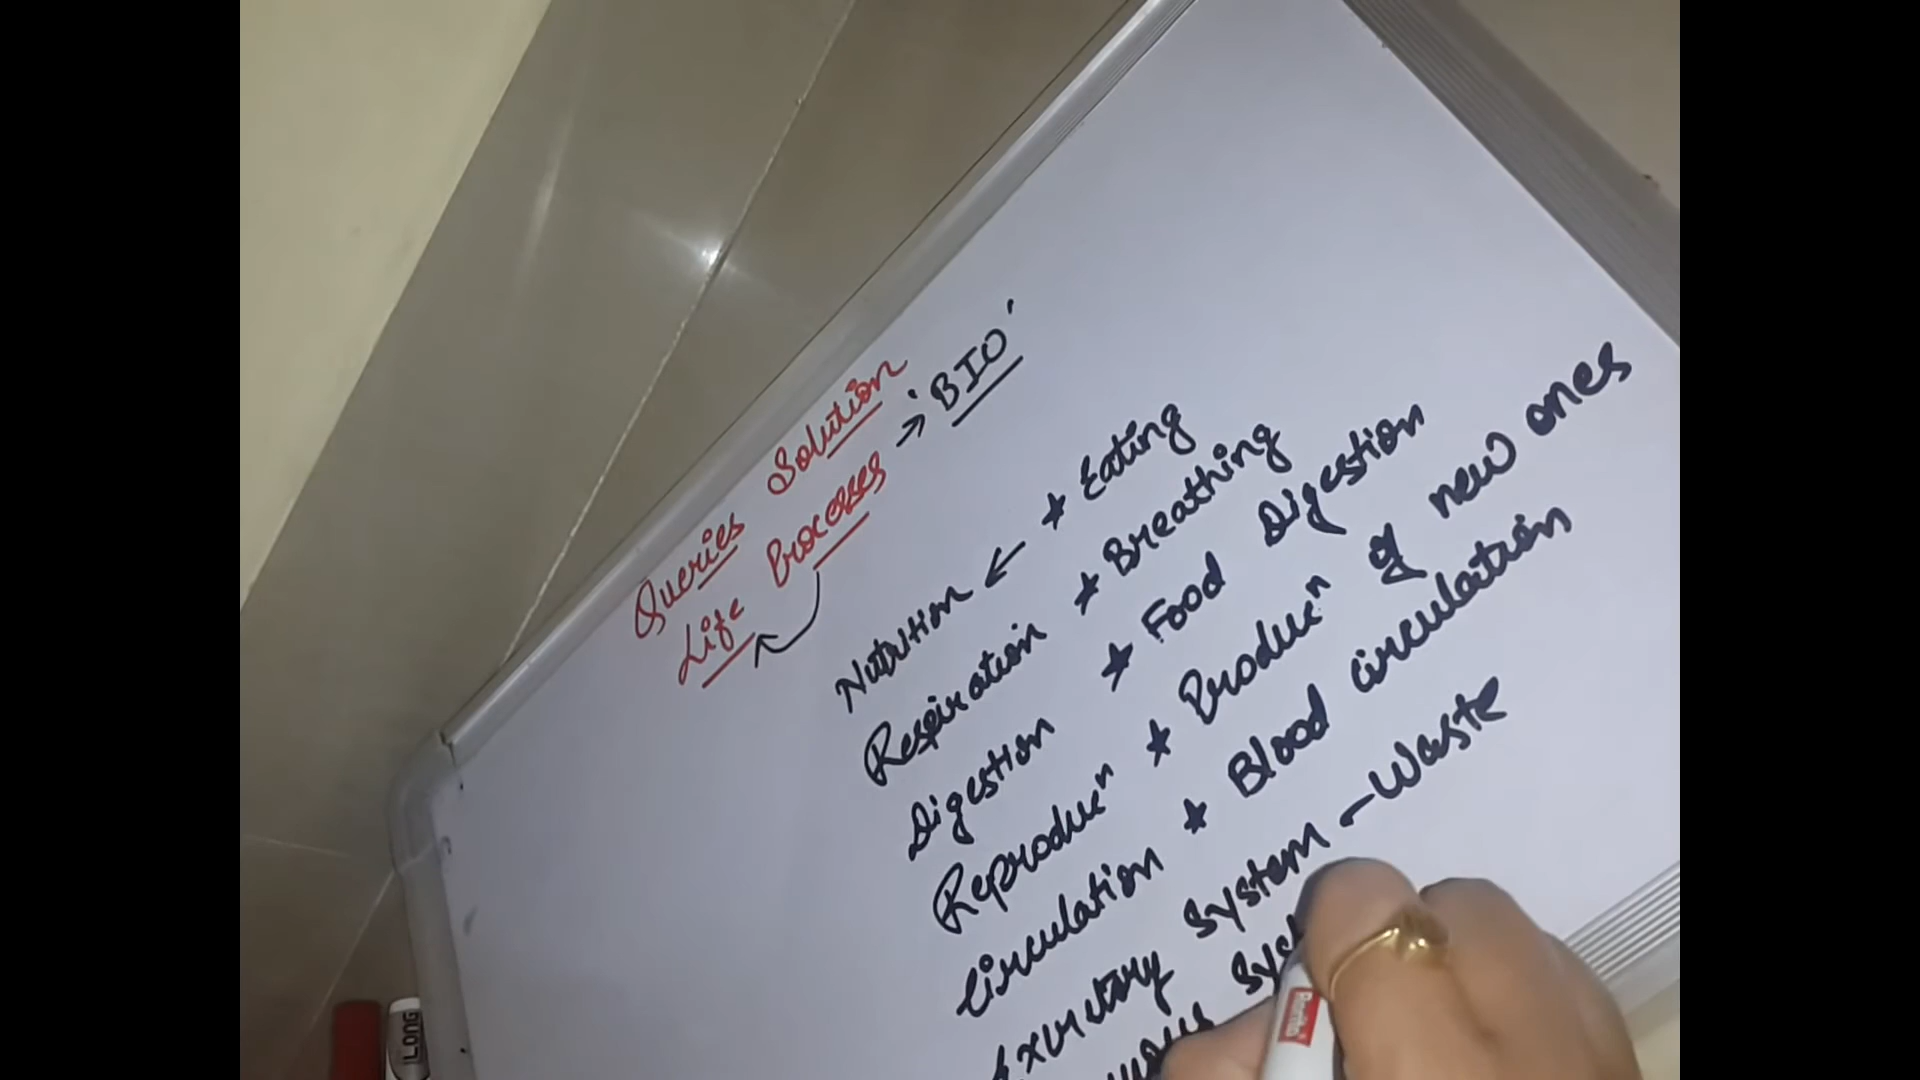 Queries Solution
Life Processes → 'BIO'
Nutrition ← ★ Eating
Respiration ★ Breathing
Digestion ★ Food Digestion
Reproducⁿ ★ Producⁿ of new ones
Circulation ★ Blood circulation
Excretory System - Waste
LONG